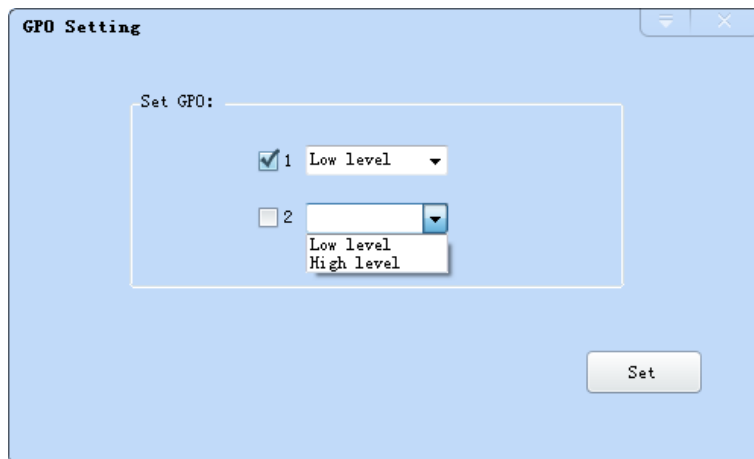 GPO Setting
Set GPO:
1 Low level
2
Low level
High level
Set